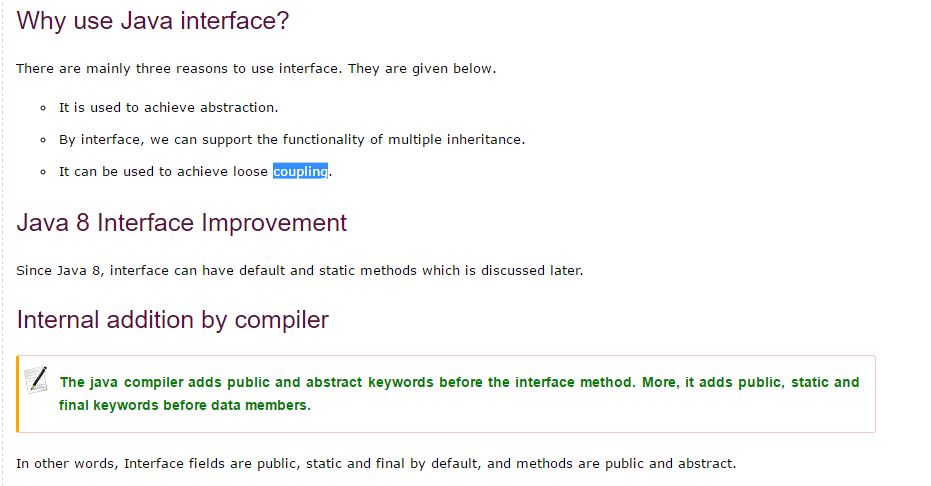 Why use Java interface?
There are mainly three reasons to use interface. They are given below.
It is used to achieve abstraction.
By interface, we can support the functionality of multiple inheritance.
It can be used to achieve loose coupling.
Java 8 Interface Improvement
Since Java 8, interface can have default and static methods which is discussed later.
Internal addition by compiler
The java compiler adds public and abstract keywords before the interface method. More, it adds public, static and
final keywords before data members.
In other words, Interface fields are public, static and final by default, and methods are public and abstract.